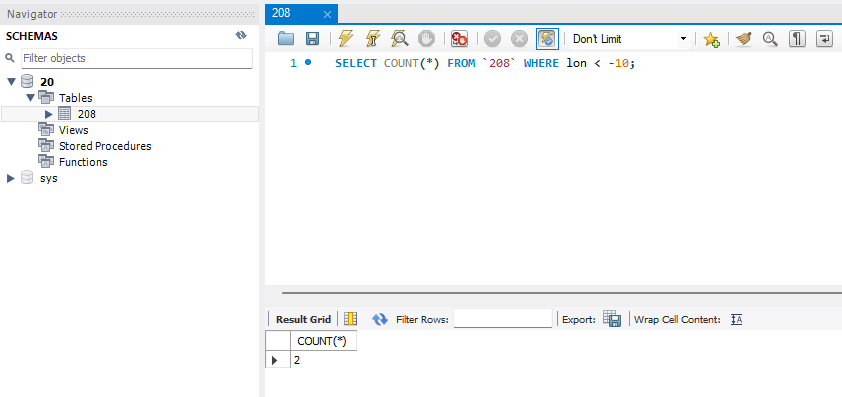 Navigator
SCHEMAS
Filter objects
20
Tables
208
Views
Stored Procedures
Functions
sys
208
Don't Limit
1 SELECT COUNT(*) FROM `208` WHERE lon < -10;
Result Grid Filter Rows: Export: Wrap Cell Content:
COUNT(*)
2